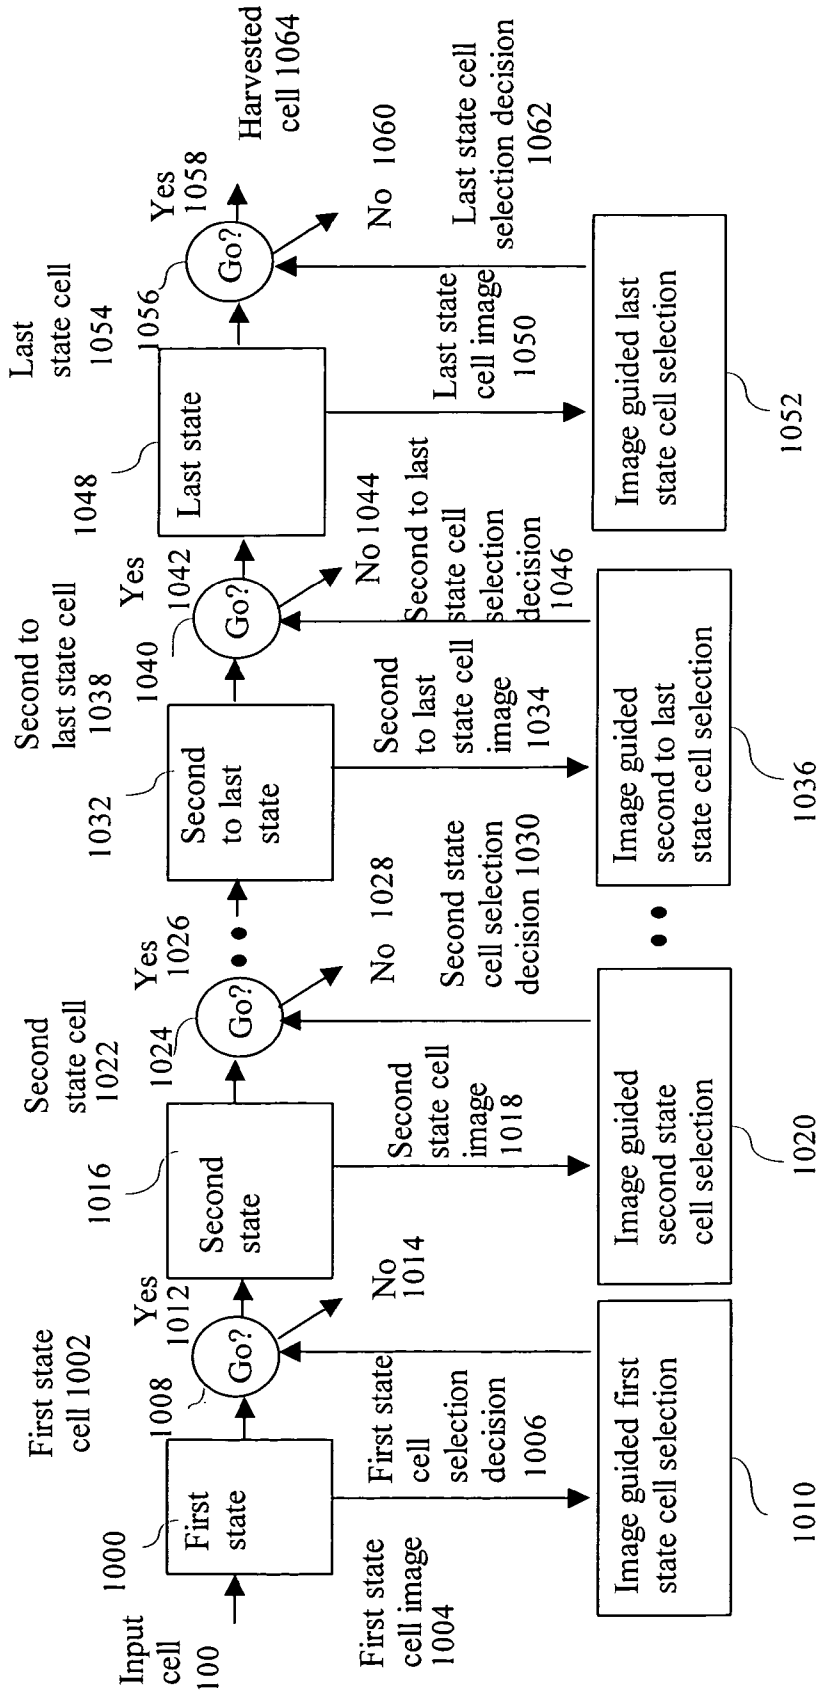 Input
cell
100
1000
First
state
First state
cell image
1004
First state
cell 1002
1008
Go?
Yes
1012
No
1014
First state
cell
selection
decision
1006
Image guided first
state cell selection
1010
1016
Second
state
Second state cell
image
1018
Second
state cell
1022
1024
Go?
Yes
1026
No 1028
Second state
cell selection
decision 1030
Image guided
second state
cell selection
1020
1032
Second
to last
state
Second
to last
state cell
image
1034
Second to
last state cell
1038
1040
Go?
Yes
1042
No 1044
Second to last
state cell
selection
decision
1046
Image guided
second to last
state cell selection
1036
1048
Last state
Last state
cell image
1050
Last
state cell
1054
1056
Go?
Yes
1058
No 1060
Last state cell
selection decision
1062
Image guided last
state cell selection
1052
Harvested
cell 1064